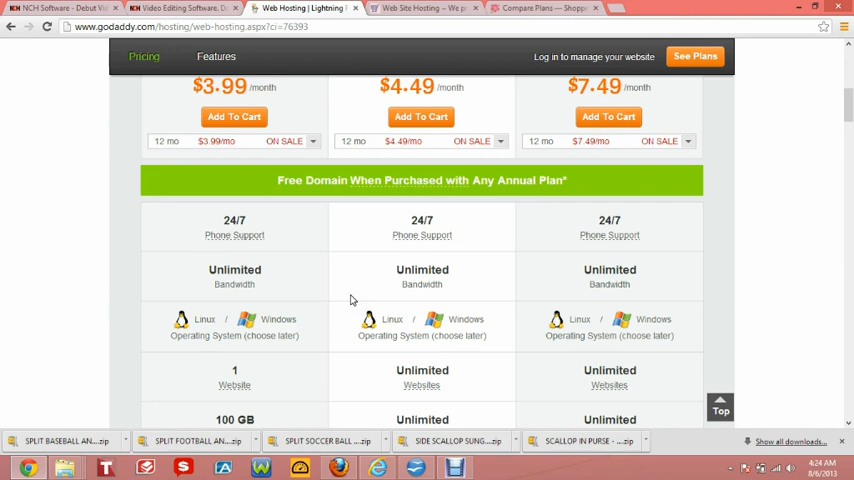 NCH Software - Debut Vi
Video Editing Software. D
Web Hosting | Lightning
Web Site Hosting – We p
Compare Plans — Shopp
www.godaddy.com/hosting/web-hosting.aspx?ci=76393
Pricing
Features
Log in to manage your website
See Plans
$3.99 /month
$4.49 /month
$7.49 /month
Add To Cart
Add To Cart
Add To Cart
12 mo $3.99/mo ON SALE
12 mo $4.49/mo ON SALE
12 mo $7.49/mo ON SALE
Free Domain When Purchased with Any Annual Plan*
24/7
Phone Support
24/7
Phone Support
24/7
Phone Support
Unlimited
Bandwidth
Unlimited
Bandwidth
Unlimited
Bandwidth
Linux / Windows
Operating System (choose later)
Linux / Windows
Operating System (choose later)
Linux / Windows
Operating System (choose later)
1
Website
Unlimited
Websites
Unlimited
Websites
100 GB
Unlimited
Unlimited
Top
SPLIT BASEBALL AN....zip
SPLIT FOOTBALL AN....zip
SPLIT SOCCER BALL ....zip
SIDE SCALLOP SUNG....zip
SCALLOP IN PURSE - ....zip
Show all downloads...
4:24 AM
8/6/2013